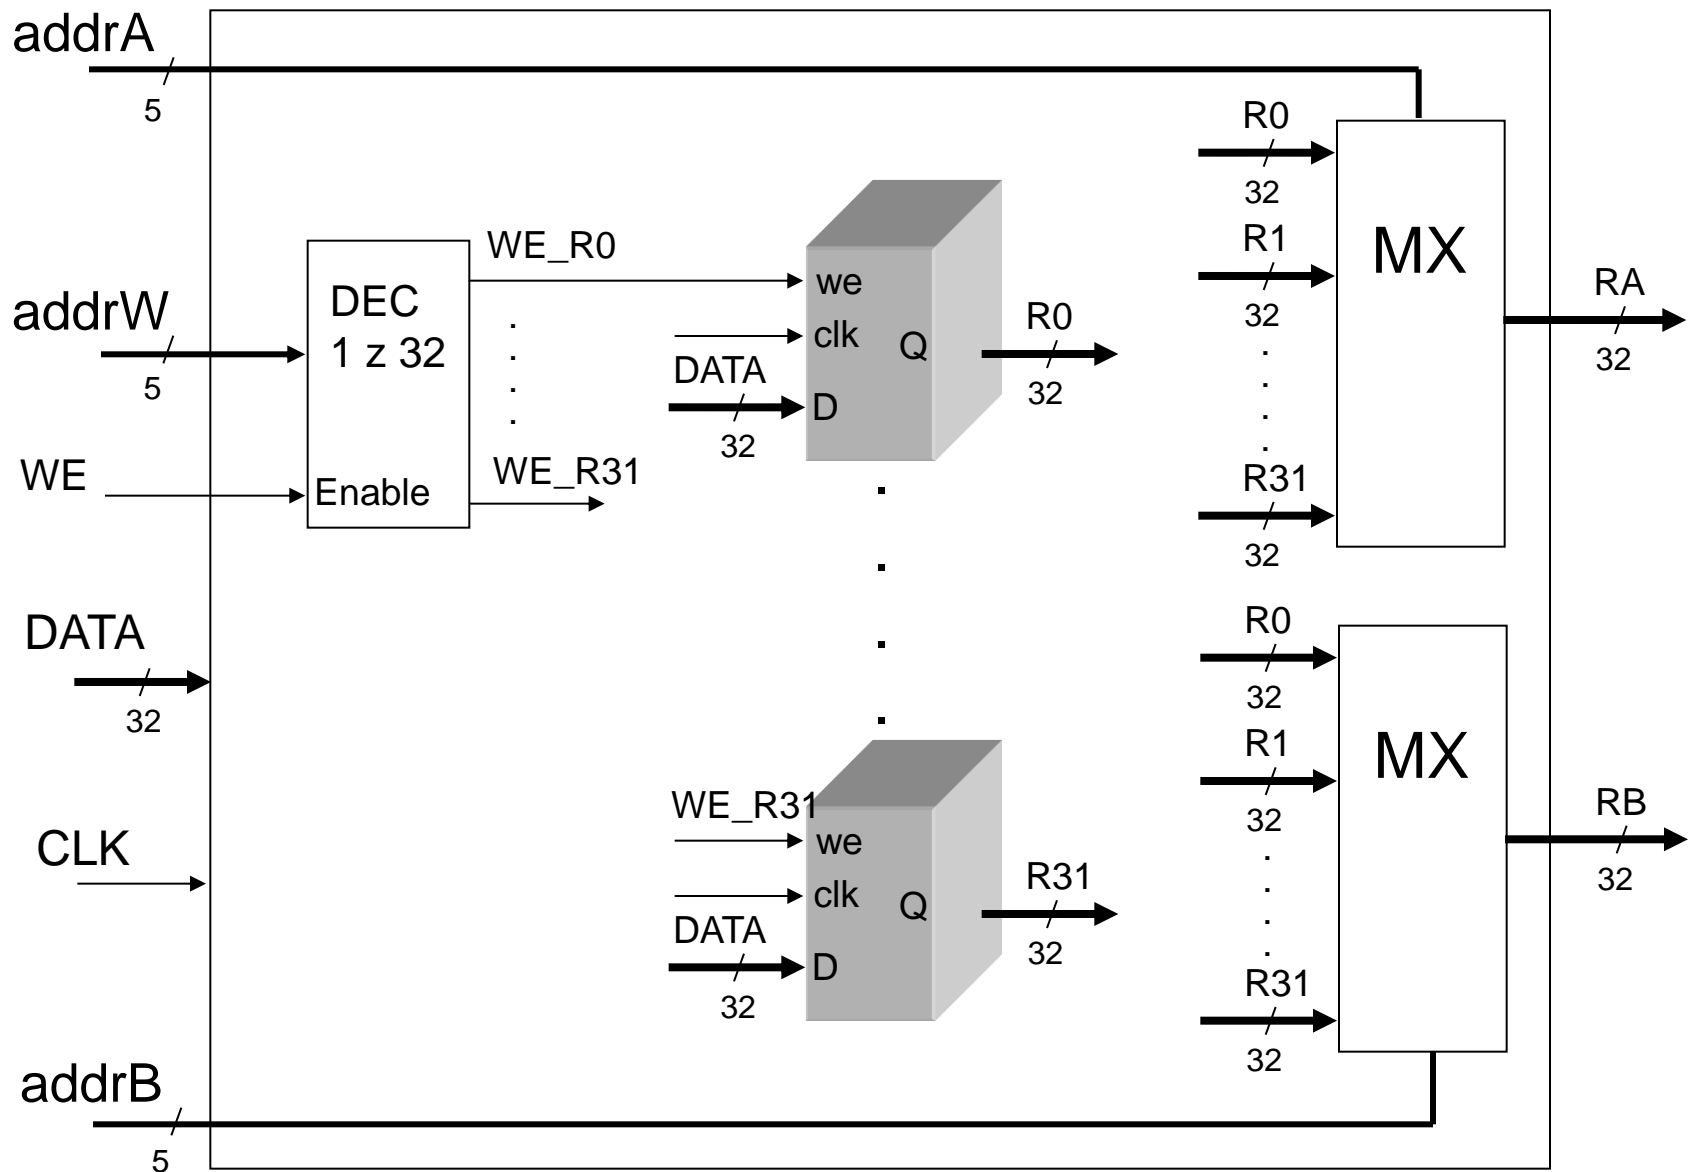 addrA
5
R0
32
MX
R1
32
R31
32
RA
32
WE_R0
DEC
1 z 32
we
clk
Q
D
DATA
32
R0
32
addrW
5
WE
Enable
WE_R31
DATA
32
R0
32
MX
R1
32
R31
32
RB
32
WE_R31
we
clk
Q
D
DATA
32
R31
32
CLK
addrB
5